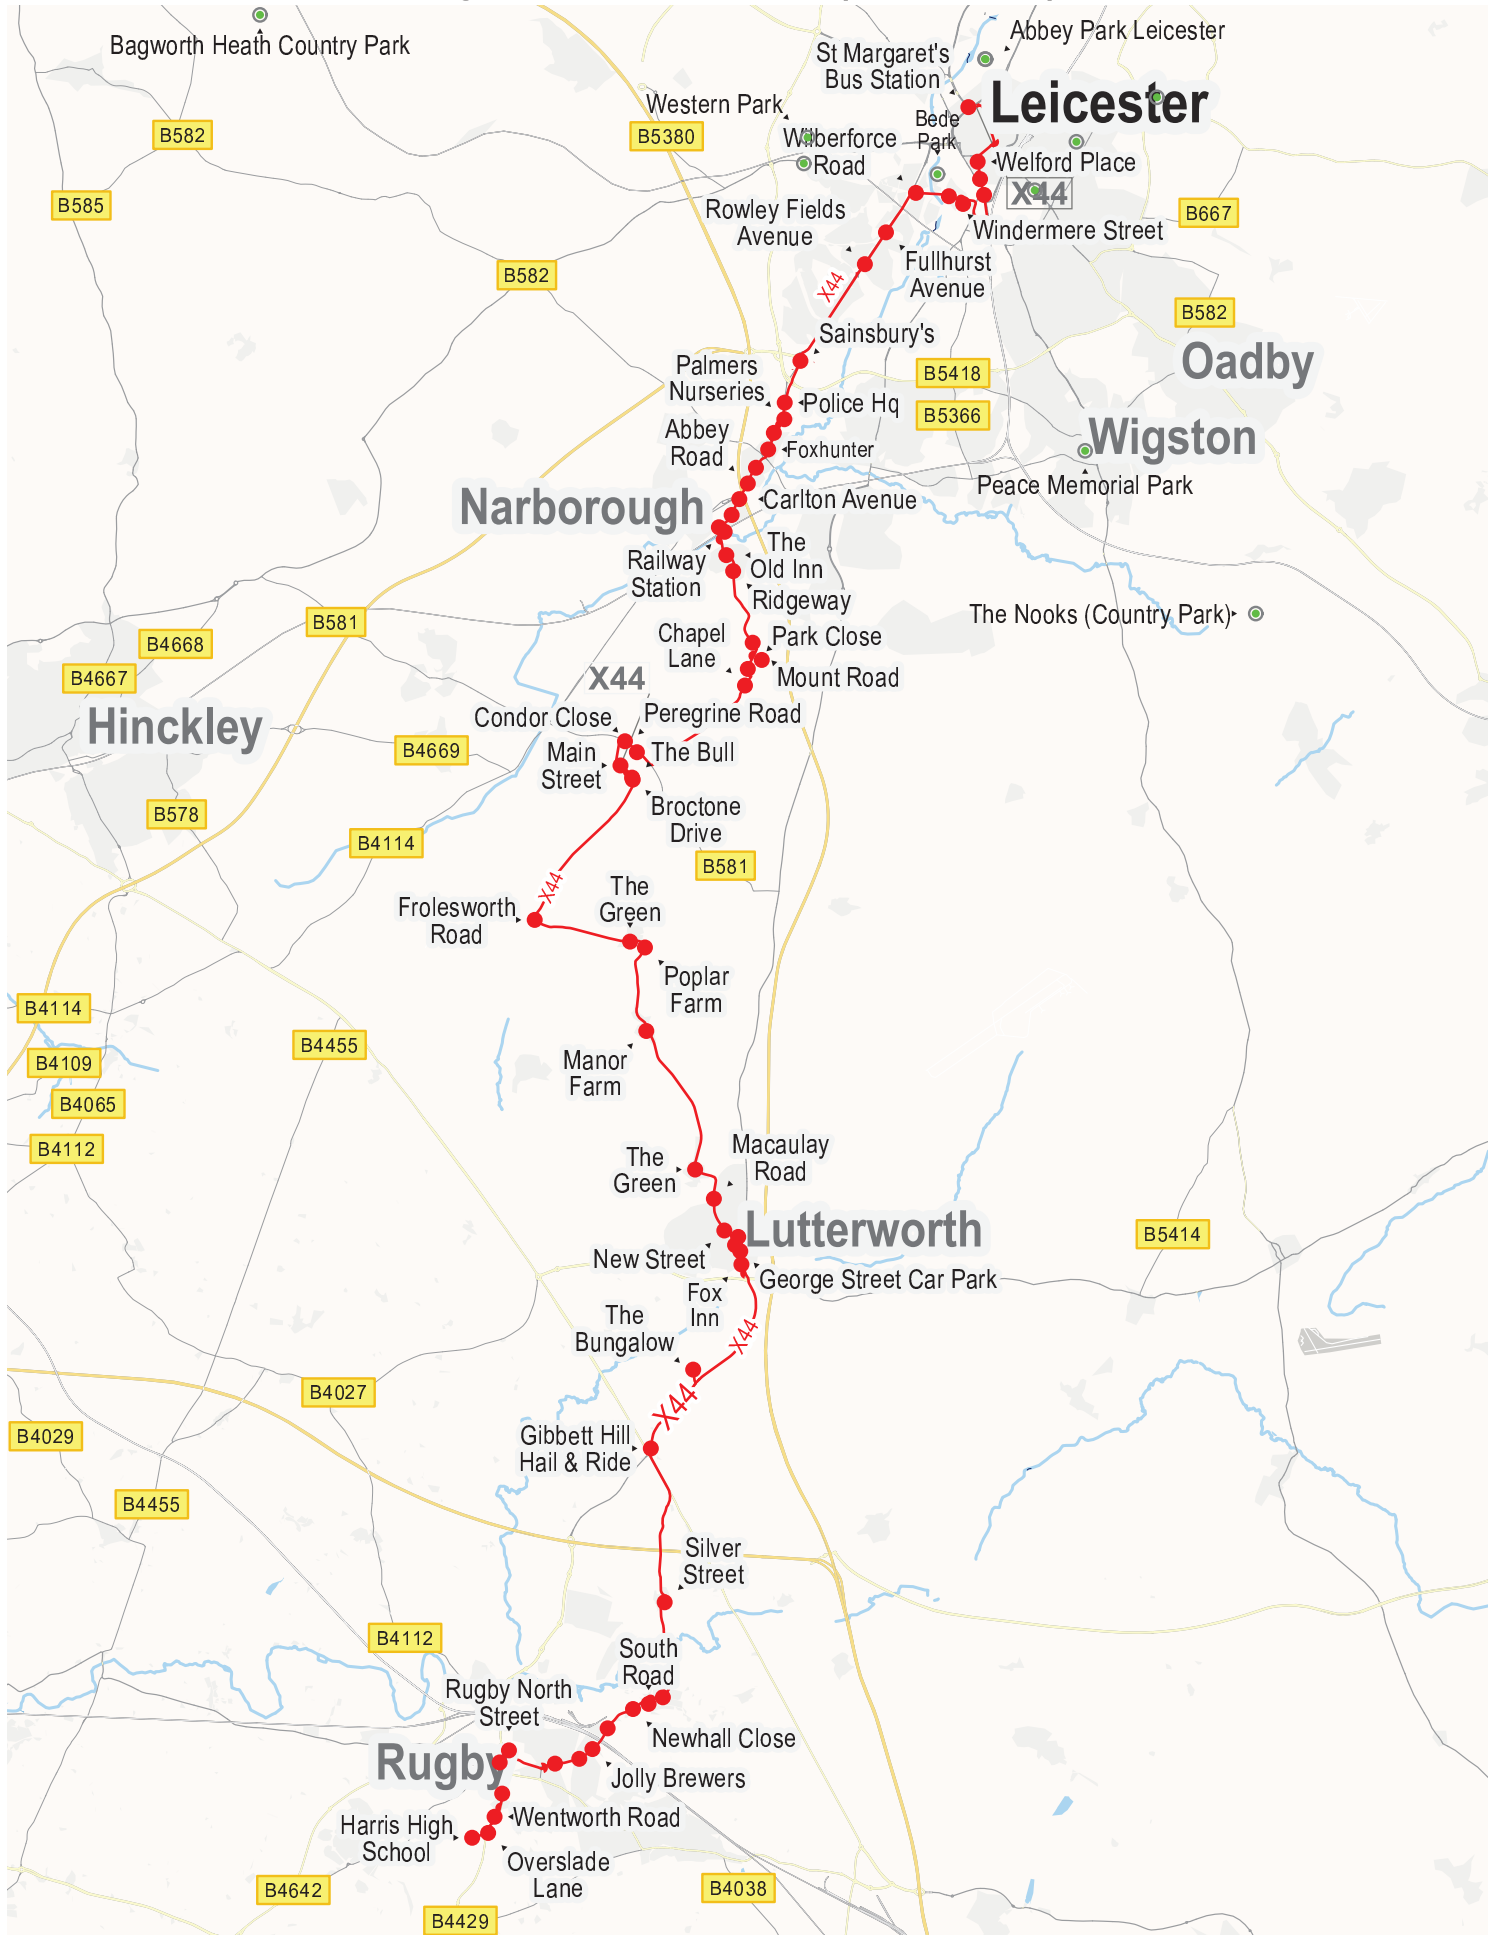 Bagworth Heath Country Park
Abbey Park Leicester
St Margaret's
Bus Station
Leicester
Western Park
Bede
Park
Wilberforce
Road
B582
B5380
Welford Place
X44
B585
Rowley Fields
Avenue
B667
Windermere Street
Fullhurst
Avenue
B582
X44
B582
Sainsbury's
Oadby
Palmers
Nurseries
B5418
Police Hq
B5366
Abbey
Road
Foxhunter
Wigston
Peace Memorial Park
Narborough
Carlton Avenue
Railway
Station
The
Old Inn
Ridgeway
The Nooks (Country Park)
B581
B4668
Chapel
Lane
Park Close
B4667
X44
Mount Road
Hinckley
Condor Close
Peregrine Road
B4669
Main
Street
The Bull
B578
Broctone
Drive
B4114
B581
X44
The
Green
Frolesworth
Road
Poplar
Farm
B4114
B4455
Manor
Farm
B4109
B4065
B4112
Macaulay
Road
The
Green
Lutterworth
B5414
New Street
George Street Car Park
Fox
Inn
The
Bungalow
X44
B4027
X44
B4029
Gibbett Hill
Hail & Ride
B4455
Silver
Street
B4112
South
Road
Rugby North
Street
Newhall Close
Rugby
Jolly Brewers
Wentworth Road
Harris High
School
Overslade
Lane
B4642
B4038
B4429